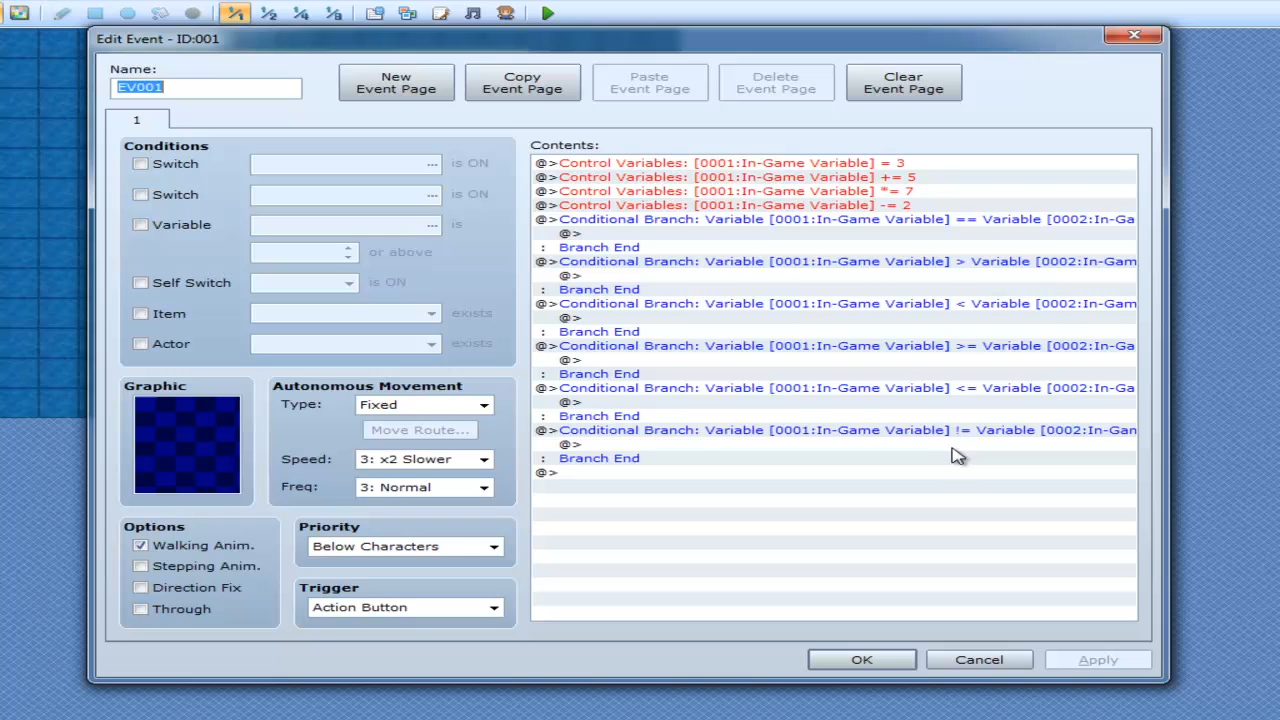 1/1 1/2 1/4 1/8
Edit Event - ID:001
Name:
EV001
New Event Page
Copy Event Page
Paste Event Page
Delete Event Page
Clear Event Page
1
Conditions
Switch ... is ON
Switch ... is ON
Variable ... is
or above
Self Switch is ON
Item exists
Actor exists
Graphic
Autonomous Movement
Type: Fixed
Move Route...
Speed: 3: x2 Slower
Freq: 3: Normal
Options
Walking Anim.
Stepping Anim.
Direction Fix
Through
Priority
Below Characters
Trigger
Action Button
Contents:
@>Control Variables: [0001:In-Game Variable] = 3
@>Control Variables: [0001:In-Game Variable] += 5
@>Control Variables: [0001:In-Game Variable] *= 7
@>Control Variables: [0001:In-Game Variable] -= 2
@>Conditional Branch: Variable [0001:In-Game Variable] == Variable [0002:In-Ga
@>
: Branch End
@>Conditional Branch: Variable [0001:In-Game Variable] > Variable [0002:In-Gam
@>
: Branch End
@>Conditional Branch: Variable [0001:In-Game Variable] < Variable [0002:In-Gam
@>
: Branch End
@>Conditional Branch: Variable [0001:In-Game Variable] >= Variable [0002:In-Ga
@>
: Branch End
@>Conditional Branch: Variable [0001:In-Game Variable] <= Variable [0002:In-Ga
@>
: Branch End
@>Conditional Branch: Variable [0001:In-Game Variable] != Variable [0002:In-Gam
@>
: Branch End
@>
OK
Cancel
Apply